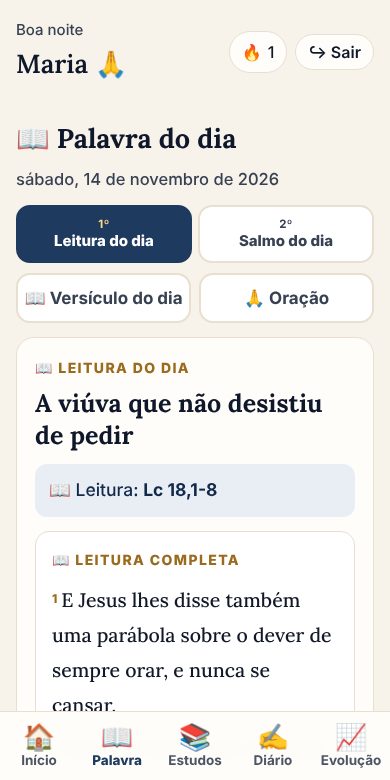 Boa noite
Maria 🙏
🔥 1
↪ Sair
📖 Palavra do dia
sábado, 14 de novembro de 2026
1º
Leitura do dia
2º
Salmo do dia
📖 Versículo do dia
🙏 Oração
📖 LEITURA DO DIA
A viúva que não desistiu
de pedir
📖 Leitura: Lc 18,1-8
📖 LEITURA COMPLETA
1 E Jesus lhes disse também
uma parábola sobre o dever de
sempre orar, e nunca se
cansar.
Início
Palavra
Estudos
Diário
Evolução